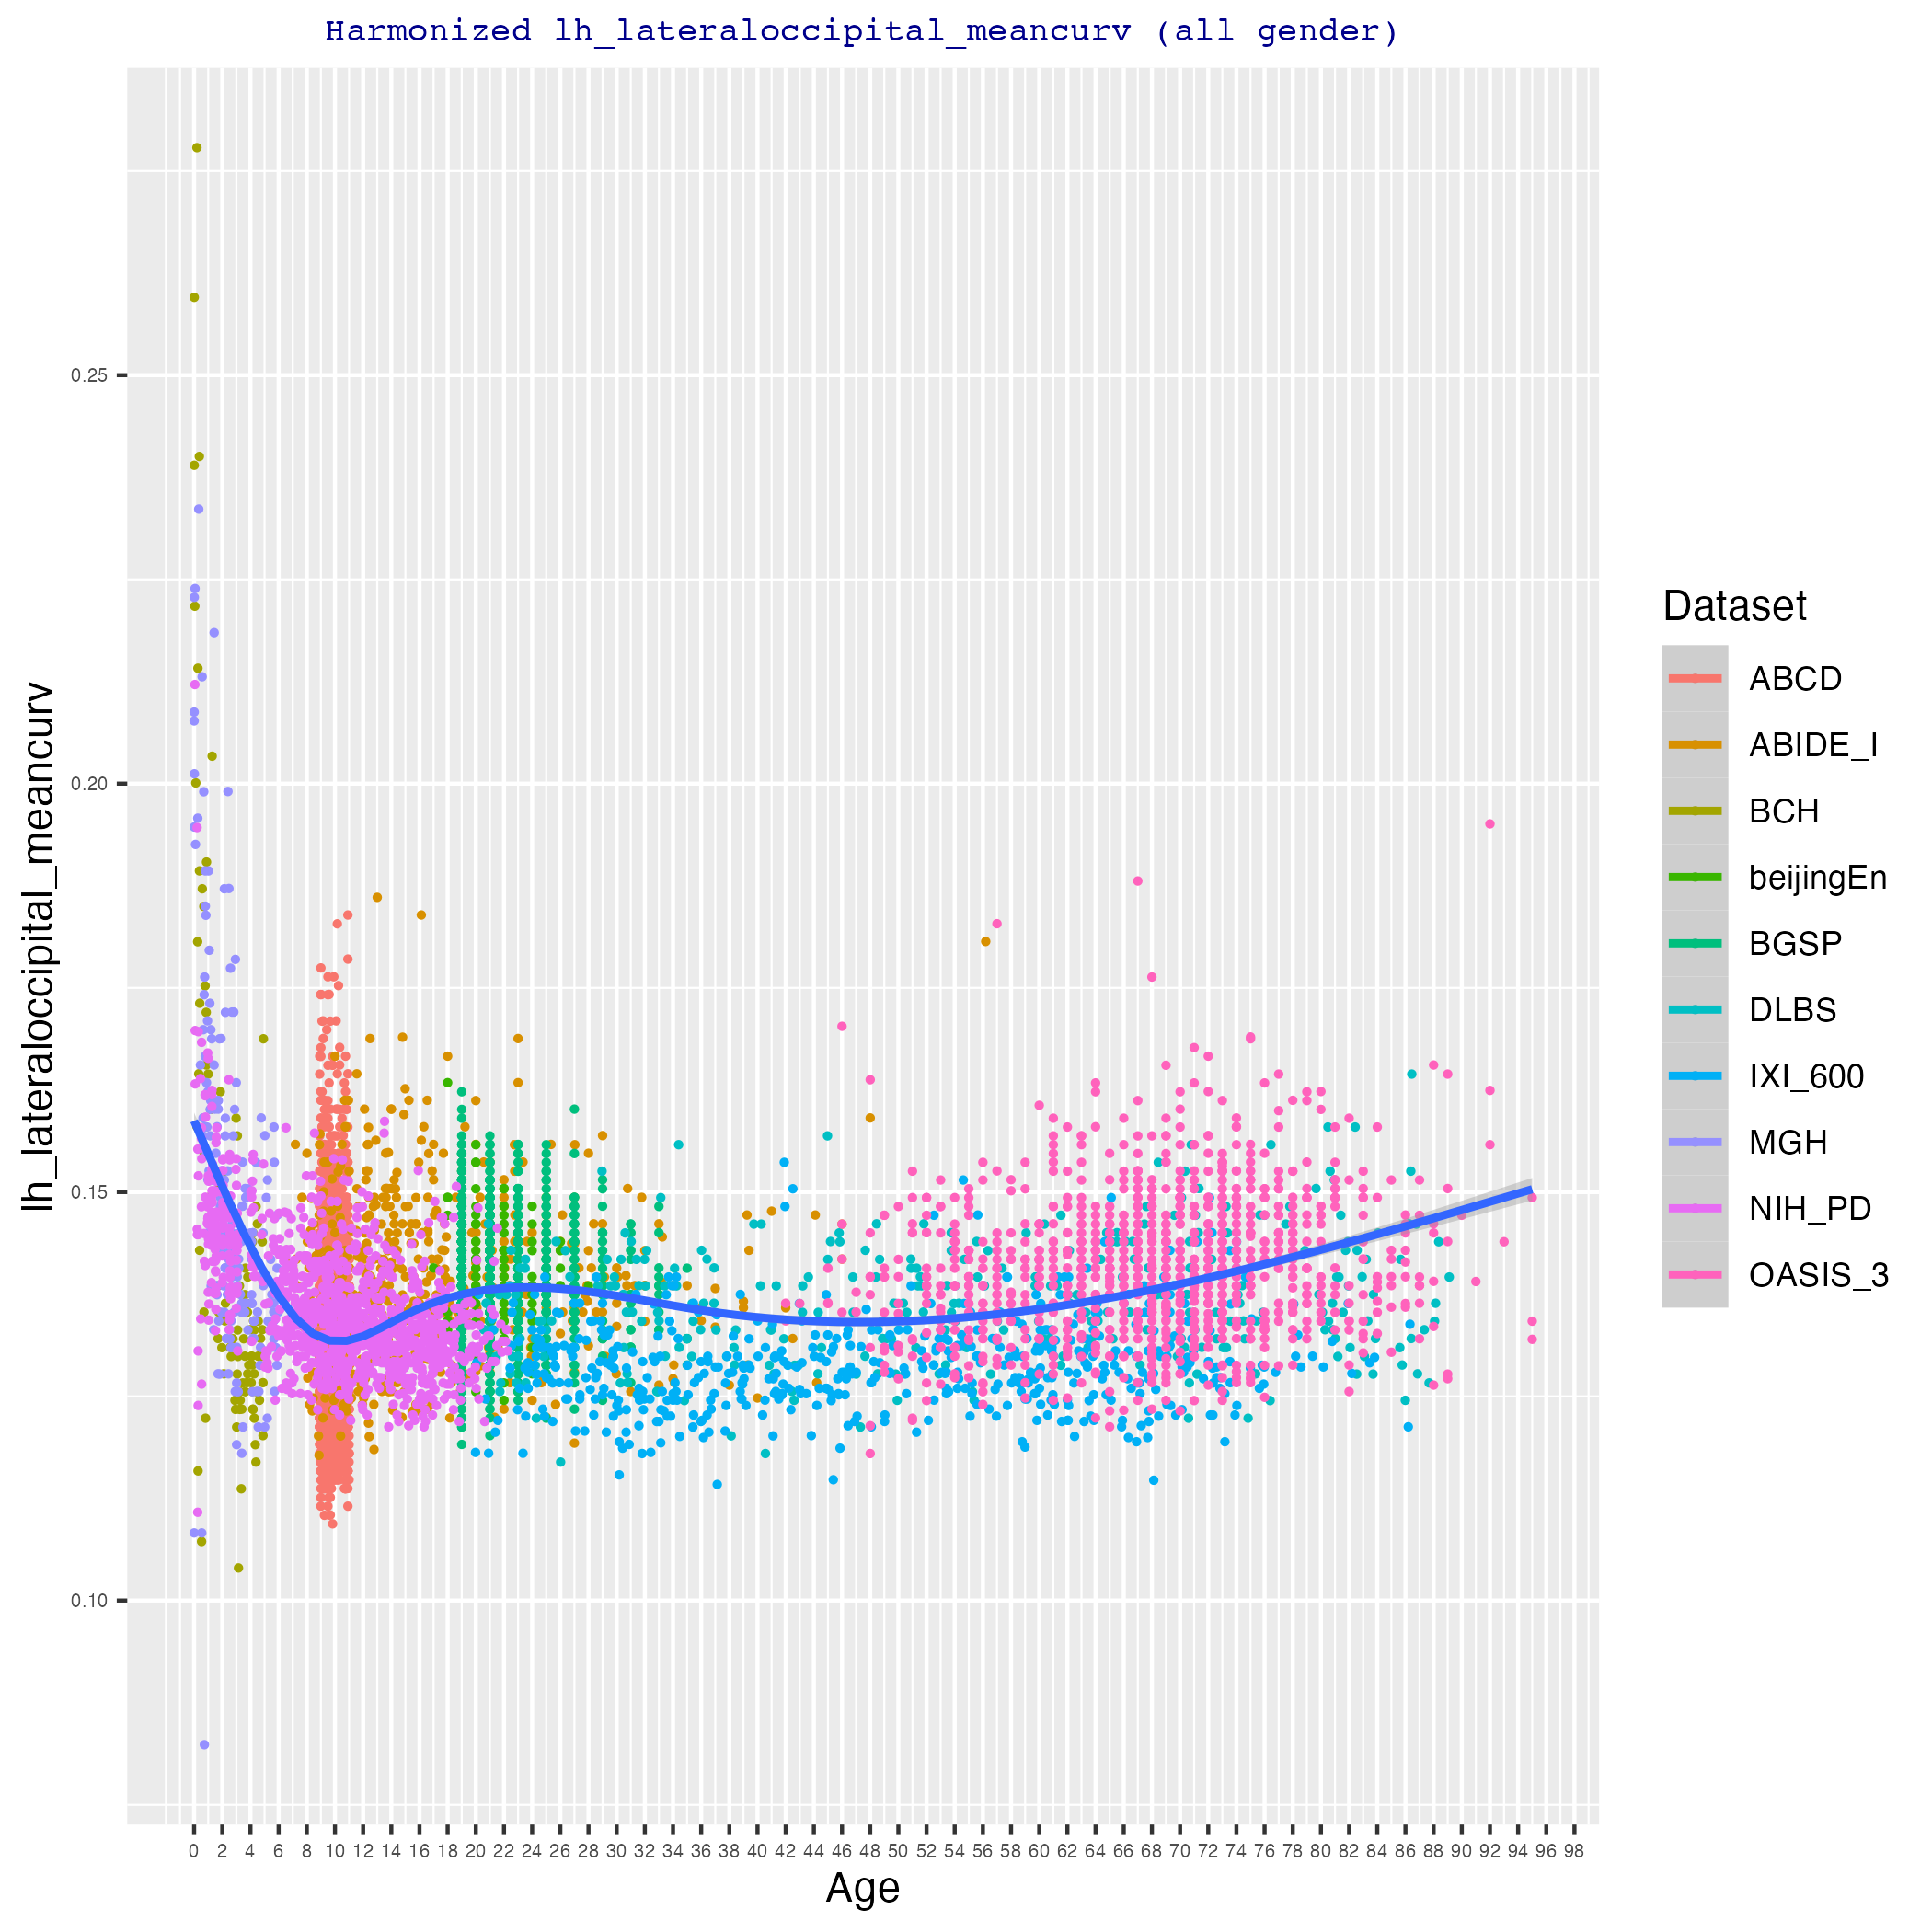 Harmonized lh_lateraloccipital_meancurv (all gender)
lh_lateraloccipital_meancurv
0.25
0.20
0.15
0.10
0 2 4 6 8 10 12 14 16 18 20 22 24 26 28 30 32 34 36 38 40 42 44 46 48 50 52 54 56 58 60 62 64 66 68 70 72 74 76 78 80 82 84 86 88 90 92 94 96 98
Age
Dataset
ABCD
ABIDE_I
BCH
beijingEn
BGSP
DLBS
IXI_600
MGH
NIH_PD
OASIS_3